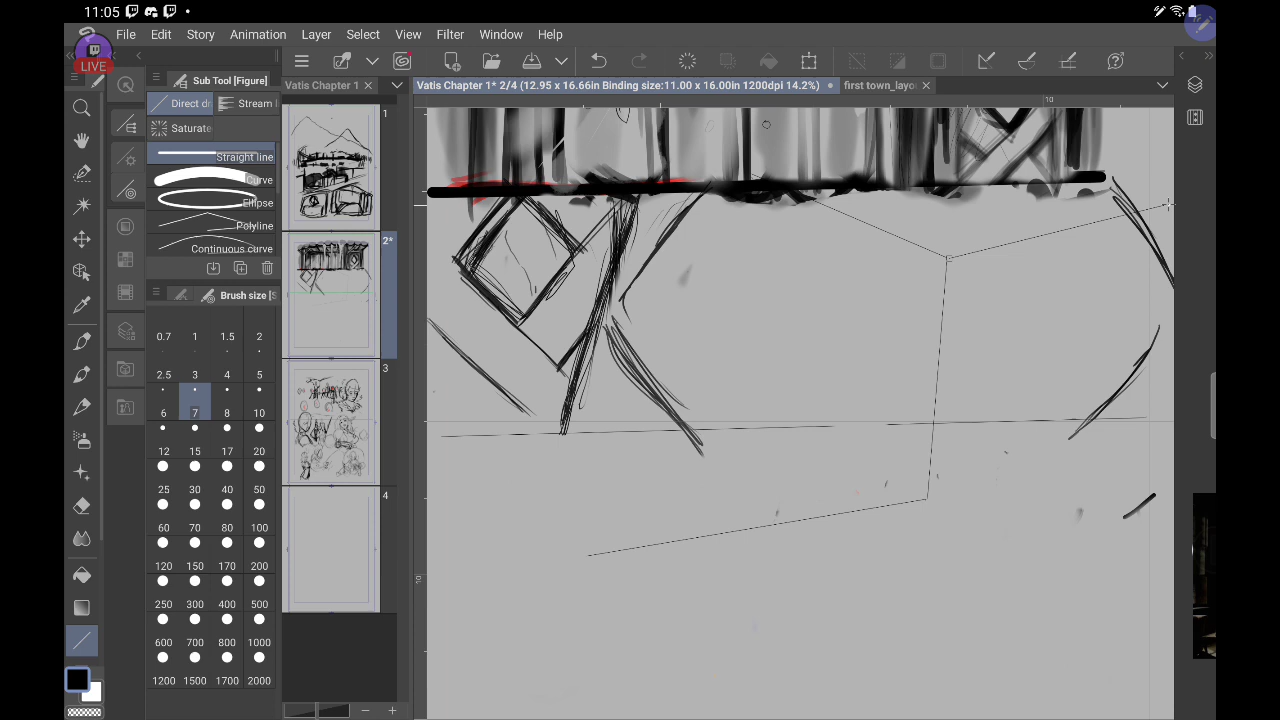 11:05
File Edit Story Animation Layer Select View Filter Window Help
LIVE
Sub Tool [Figure]
Vatis Chapter 1
Vatis Chapter 1* 2/4 (12.95 x 16.66in Binding size:11.00 x 16.00in 1200dpi 14.2%)
first town_layo
Direct dr
Stream l
Saturate
Straight line
Curve
Ellipse
Polyline
Continuous curve
Brush size [S
0.7 1 1.5 2
2.5 3 4 5
6 7 8 10
12 15 17 20
25 30 40 50
60 70 80 100
120 150 170 200
250 300 400 500
600 700 800 1000
1200 1500 1700 2000
1
2*
3
4
10
10